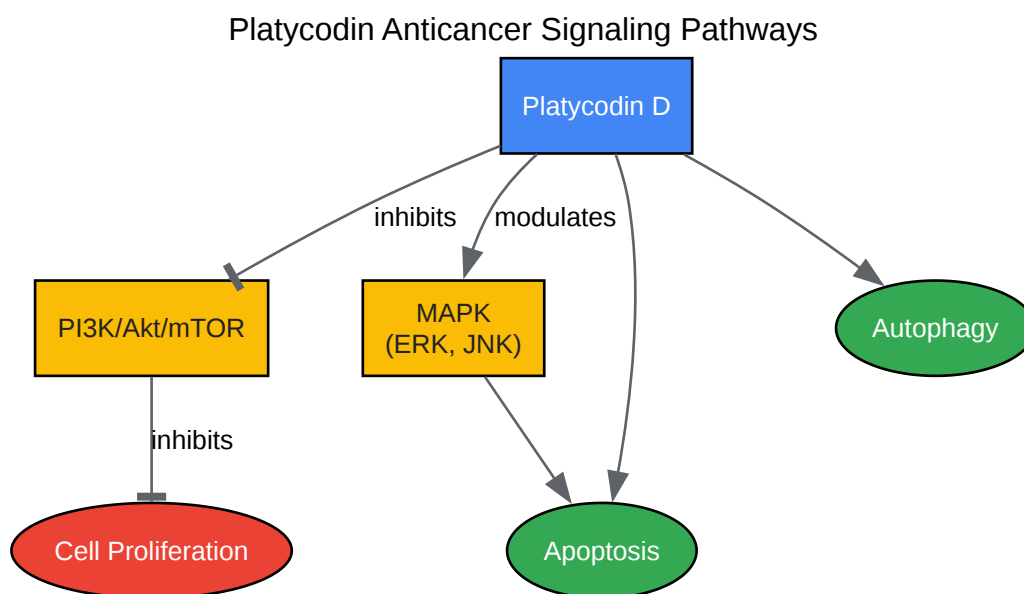 Platycodin Anticancer Signaling Pathways
Platycodin D
inhibits
modulates
PI3K/Akt/mTOR
MAPK
(ERK, JNK)
Autophagy
inhibits
Cell Proliferation
Apoptosis